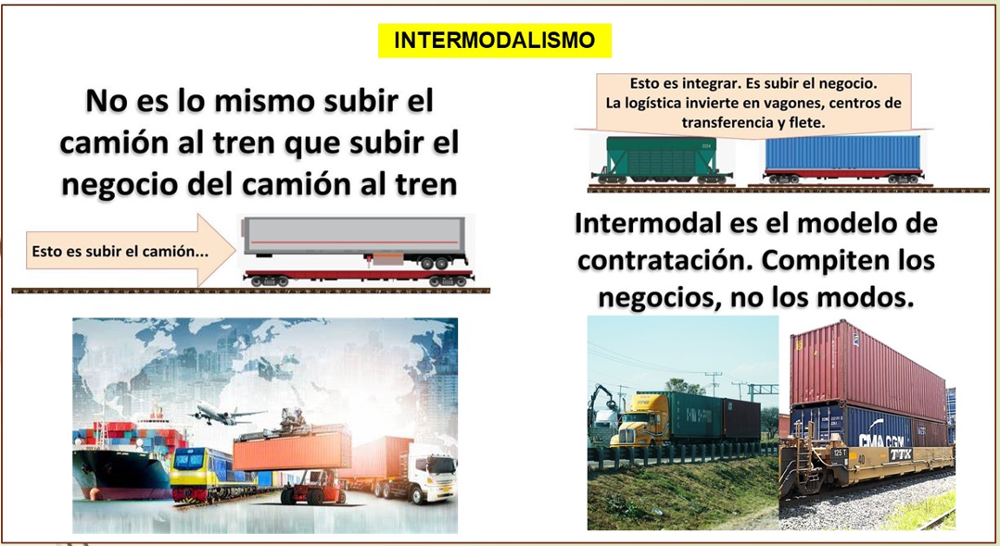 INTERMODALISMO
No es lo mismo subir el
camión al tren que subir el
negocio del camión al tren
Esto es subir el camión...
Esto es integrar. Es subir el negocio.
La logística invierte en vagones, centros de
transferencia y flete.
Intermodal es el modelo de
contratación. Compiten los
negocios, no los modos.
CMA CGM
TTX
40
125 T